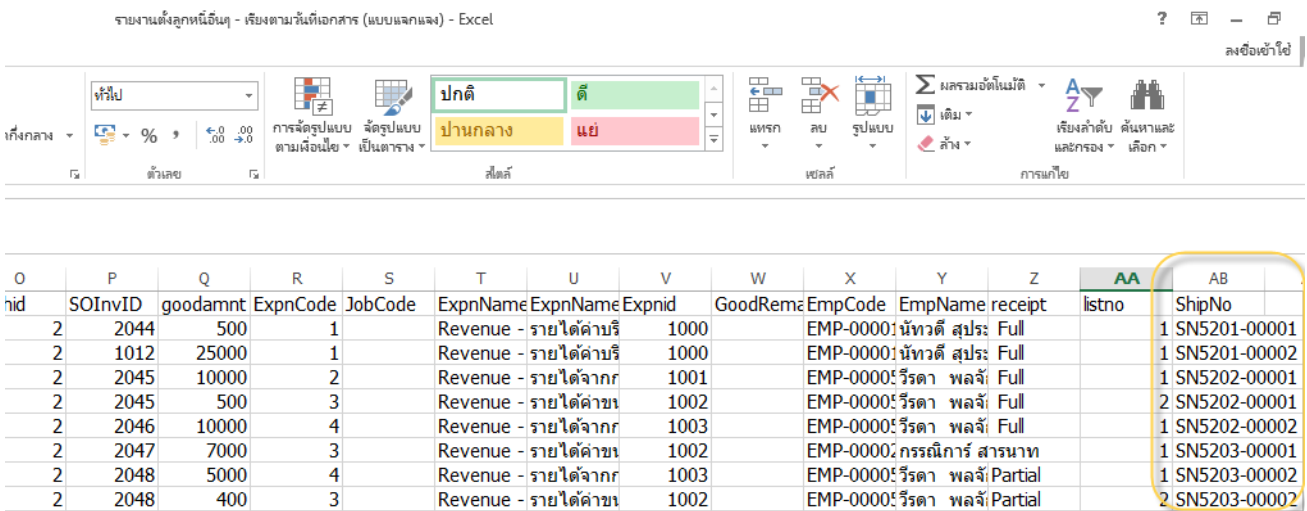 รายงานตั้งลูกหนี้อื่นๆ - เรียงตามวันที่เอกสาร (แบบแจกแจง) - Excel
ลงชื่อเข้าใช้
ทั่วไป
ปกติ ดี
ผลรวมอัตโนมัติ
กึ่งกลาง % , .0 .00 .00 .0
การจัดรูปแบบ ตามเงื่อนไข
จัดรูปแบบ เป็นตาราง
ปานกลาง แย่
แทรก ลบ รูปแบบ
เติม
ล้าง
เรียงลำดับ และกรอง
ค้นหาและ เลือก
ตัวเลข สไตล์ เซลล์ การแก้ไข
O P Q R S T U V W X Y Z AA AB
hid SOInvID goodamnt ExpnCode JobCode ExpnName ExpnName Expnid GoodRema EmpCode EmpName receipt listno ShipNo
2 2044 500 1 Revenue - รายได้ค่าบริ 1000 EMP-00001 นัทวดี สุประ Full 1 SN5201-00001
2 1012 25000 1 Revenue - รายได้ค่าบริ 1000 EMP-00001 นัทวดี สุประ Full 1 SN5201-00002
2 2045 10000 2 Revenue - รายได้จากก 1001 EMP-00005 วีรดา พลจั Full 1 SN5202-00001
2 2045 500 3 Revenue - รายได้ค่าขน 1002 EMP-00005 วีรดา พลจั Full 2 SN5202-00001
2 2046 10000 4 Revenue - รายได้จากก 1003 EMP-00005 วีรดา พลจั Full 1 SN5202-00002
2 2047 7000 3 Revenue - รายได้ค่าขน 1002 EMP-00002 กรรณิการ์ สารนาท 1 SN5203-00001
2 2048 5000 4 Revenue - รายได้จากก 1003 EMP-00005 วีรดา พลจั Partial 1 SN5203-00002
2 2048 400 3 Revenue - รายได้ค่าขน 1002 EMP-00005 วีรดา พลจั Partial 2 SN5203-00002